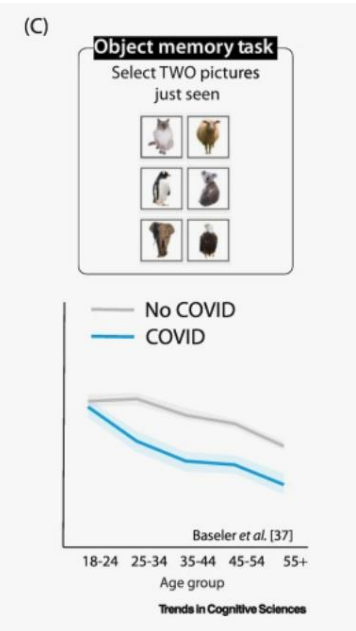 (C)
Object memory task
Select TWO pictures
just seen
No COVID
COVID
Baseler et al. [37]
18-24 25-34 35-44 45-54 55+
Age group
Trends in Cognitive Sciences